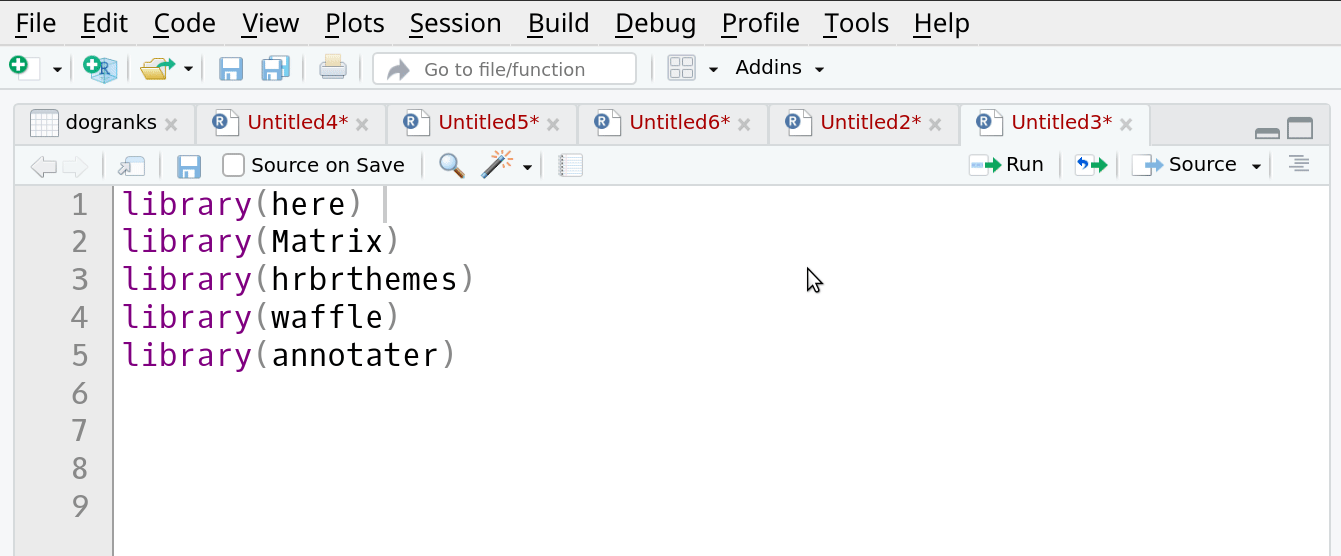 File Edit Code View Plots Session Build Debug Profile Tools Help
R Go to file/function Addins
dogranks R Untitled4* R Untitled5* R Untitled6* R Untitled2* R Untitled3*
Source on Save Run Source
1 library(here)
2 library(Matrix)
3 library(hrbrthemes)
4 library(waffle)
5 library(annotater)
6
7
8
9